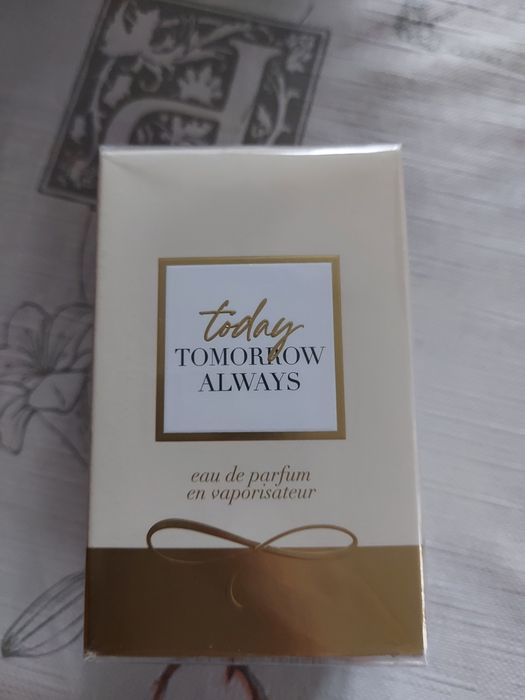 today
TOMORROW
ALWAYS
eau de parfum
en vaporisateur